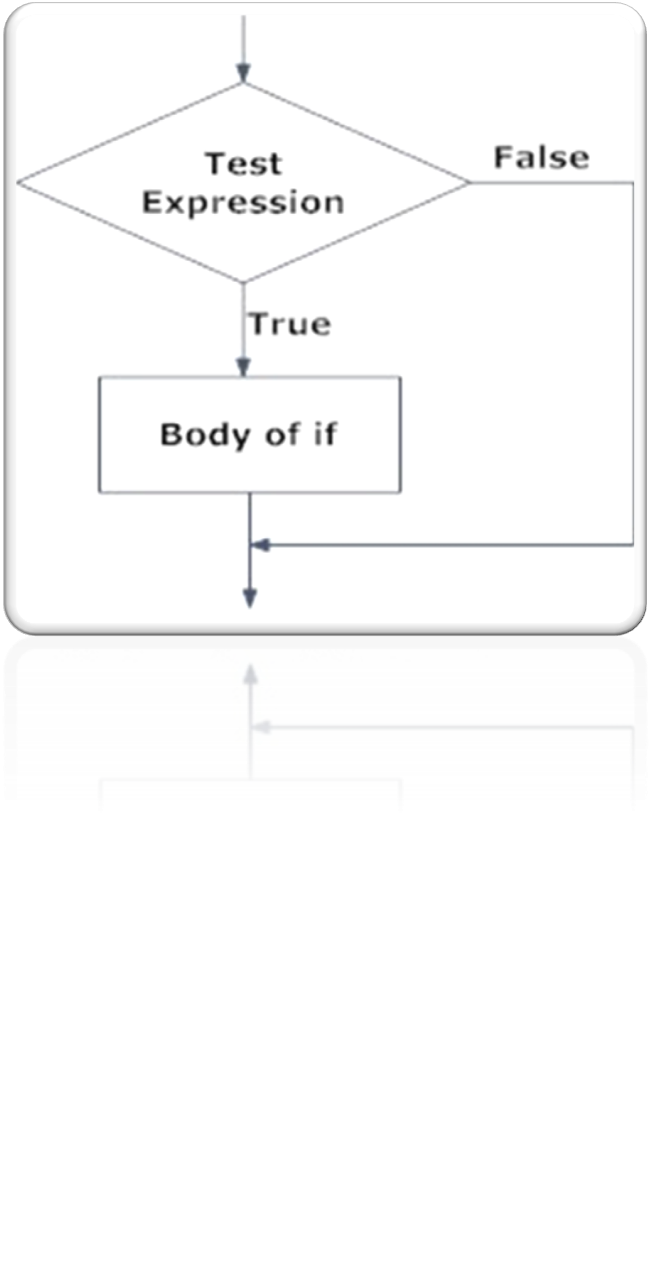 Test
Expression
False
True
Body of if